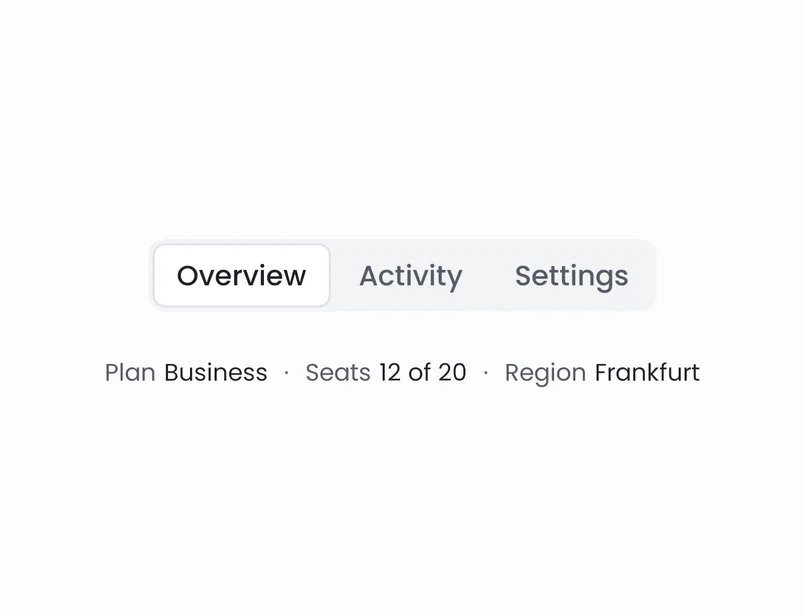 Overview Activity Settings
Plan Business · Seats 12 of 20 · Region Frankfurt